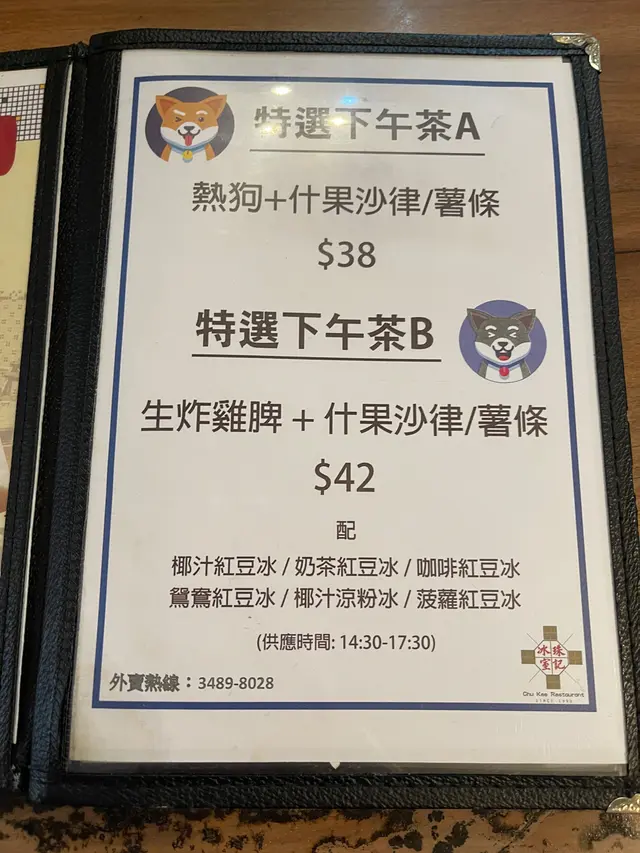 特選下午茶A
熱狗+什果沙律/薯條
$38
特選下午茶B
生炸雞脾 + 什果沙律/薯條
$42
配
椰汁紅豆冰 / 奶茶紅豆冰 / 咖啡紅豆冰
鴛鴦紅豆冰 / 椰汁涼粉冰 / 菠蘿紅豆冰
(供應時間: 14:30-17:30)
外賣熱線：3489-8028
冰珠
室記
Chu Kee Restaurant